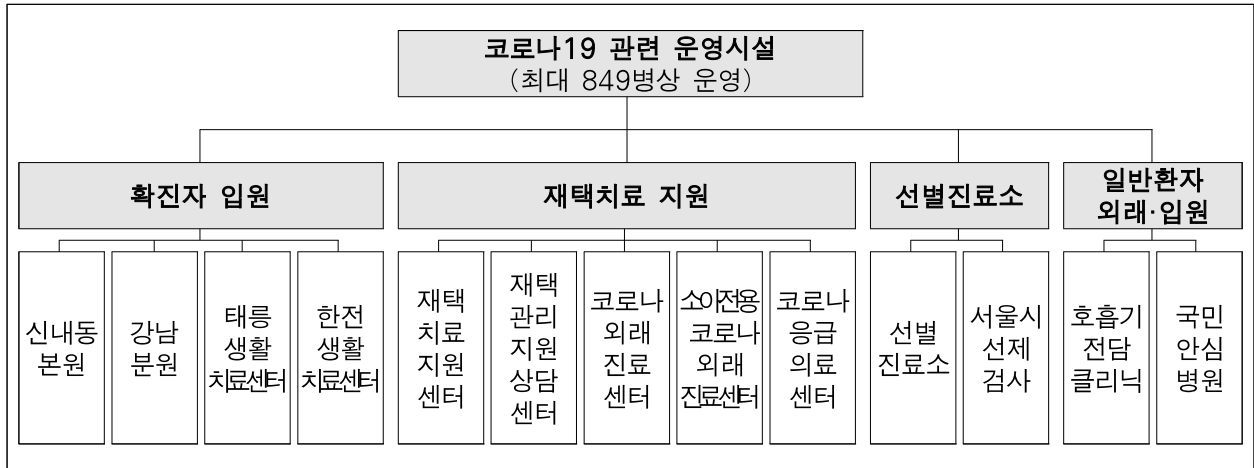 코로나19 관련 운영시설
(최대 849병상 운영)
확진자 입원
재택치료 지원
선별진료소
일반환자
외래·입원
신내동
본원
강남
분원
태릉
생활
치료센터
한전
생활
치료센터
재택
치료
지원
센터
재택
관리
지원
상담
센터
코로나
외래
진료
센터
소아전용
코로나
외래
진료센터
코로나
응급
의료
센터
선별
진료소
서울시
선제
검사
호흡기
전담
클리닉
국민
안심
병원